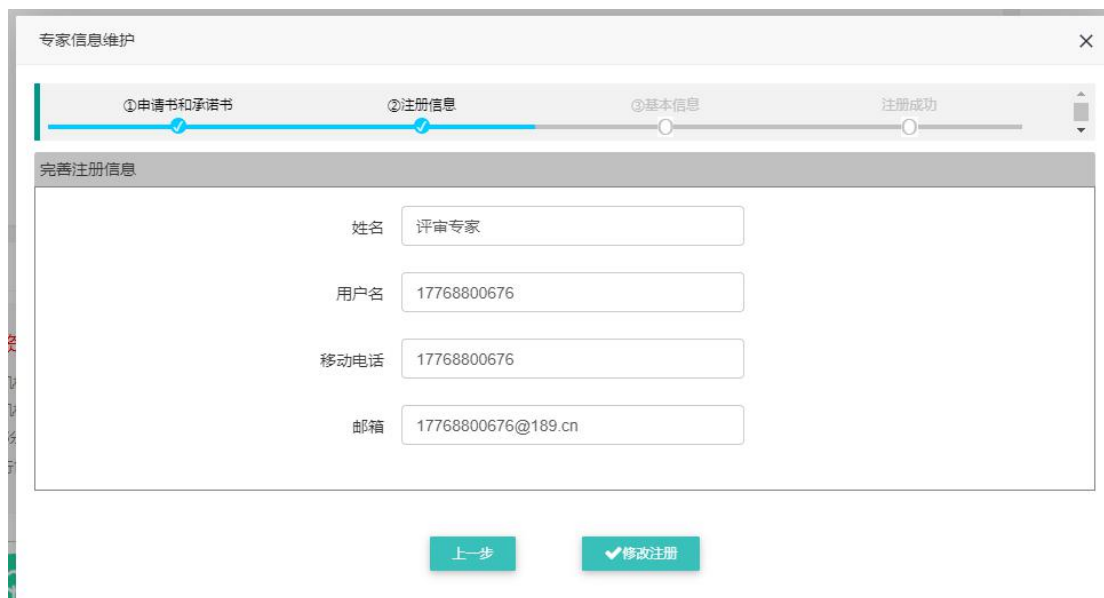 专家信息维护
①申请书和承诺书 ②注册信息 ③基本信息 注册成功
完善注册信息
姓名 评审专家
用户名 17768800676
移动电话 17768800676
邮箱 17768800676@189.cn
上一步 修改注册